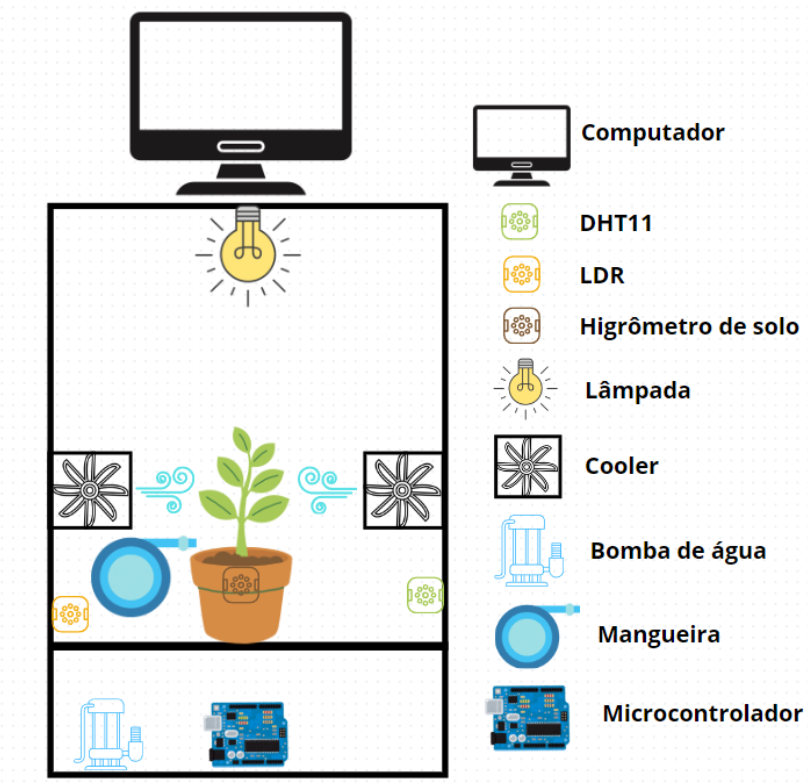 Computador
DHT11
LDR
Higrômetro de solo
Lâmpada
Cooler
Bomba de água
Mangueira
Microcontrolador